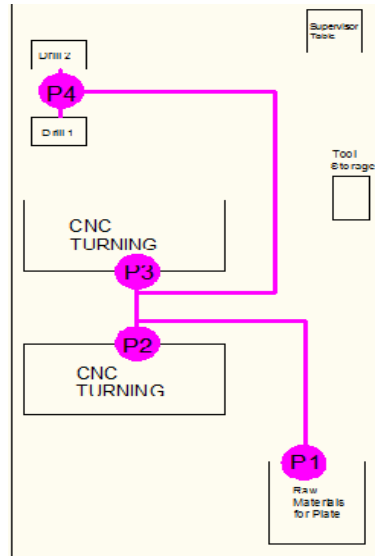 Supervisor
Table
Drill 2
P4
Drill 1
Tool
Storage
CNC
TURNING
P3
P2
CNC
TURNING
P1
Raw
Materials
for Plate